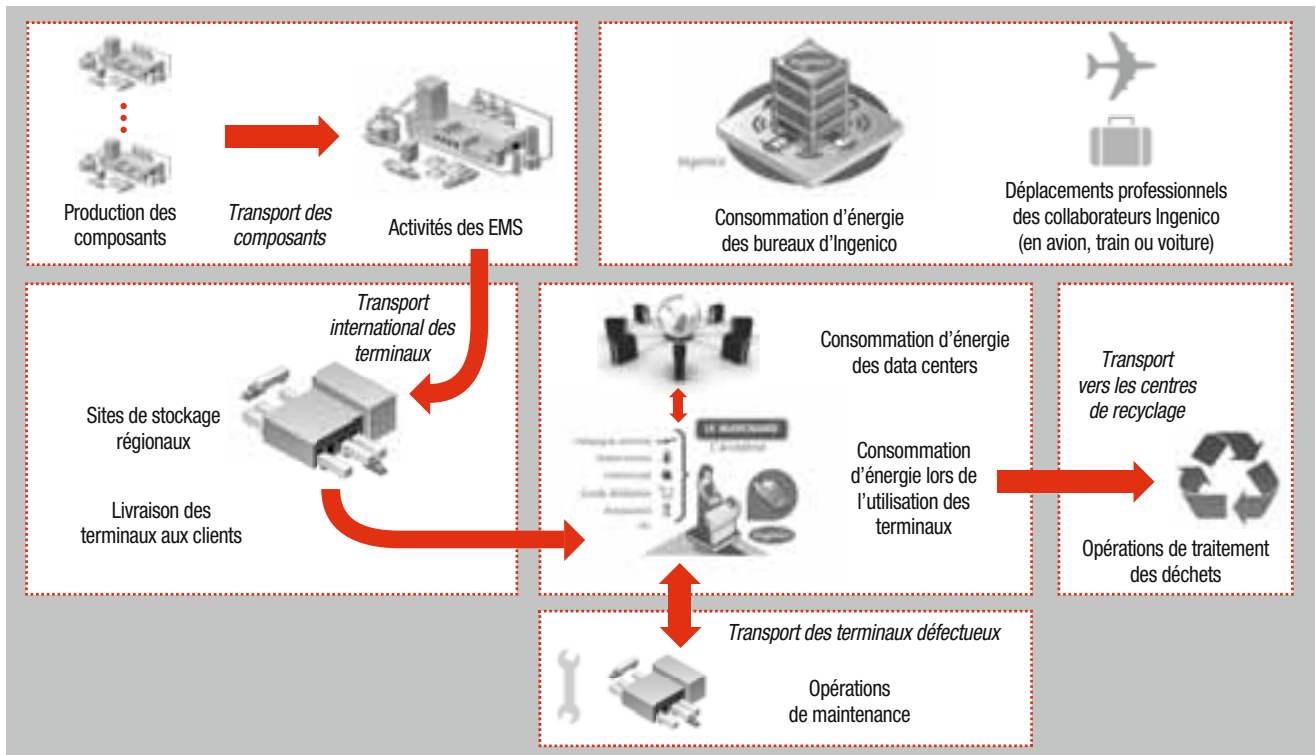 Production des
composants
Transport des
composants
Activités des EMS
Ingenico
Consommation d'énergie
des bureaux d'Ingenico
Déplacements professionnels
des collaborateurs Ingenico
(en avion, train ou voiture)
Transport
international des
terminaux
Sites de stockage
régionaux
Livraison des
terminaux aux clients
Consommation d'énergie
des data centers
LE MARCHAND
Consommation
d'énergie lors de
l'utilisation des
terminaux
Transport
vers les centres
de recyclage
Opérations de traitement
des déchets
Transport des terminaux défectueux
Opérations
de maintenance